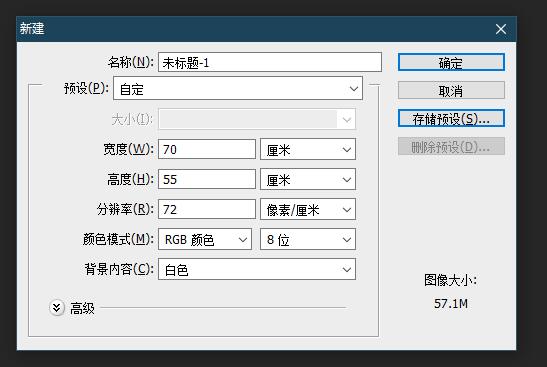 新建
名称(N): 未标题-1
确定
预设(P): 自定
取消
大小(I):
存储预设(S)...
宽度(W): 70 厘米
删除预设(D)...
高度(H): 55 厘米
分辨率(R): 72 像素/厘米
颜色模式(M): RGB 颜色 8 位
背景内容(C): 白色
图像大小:
57.1M
高级